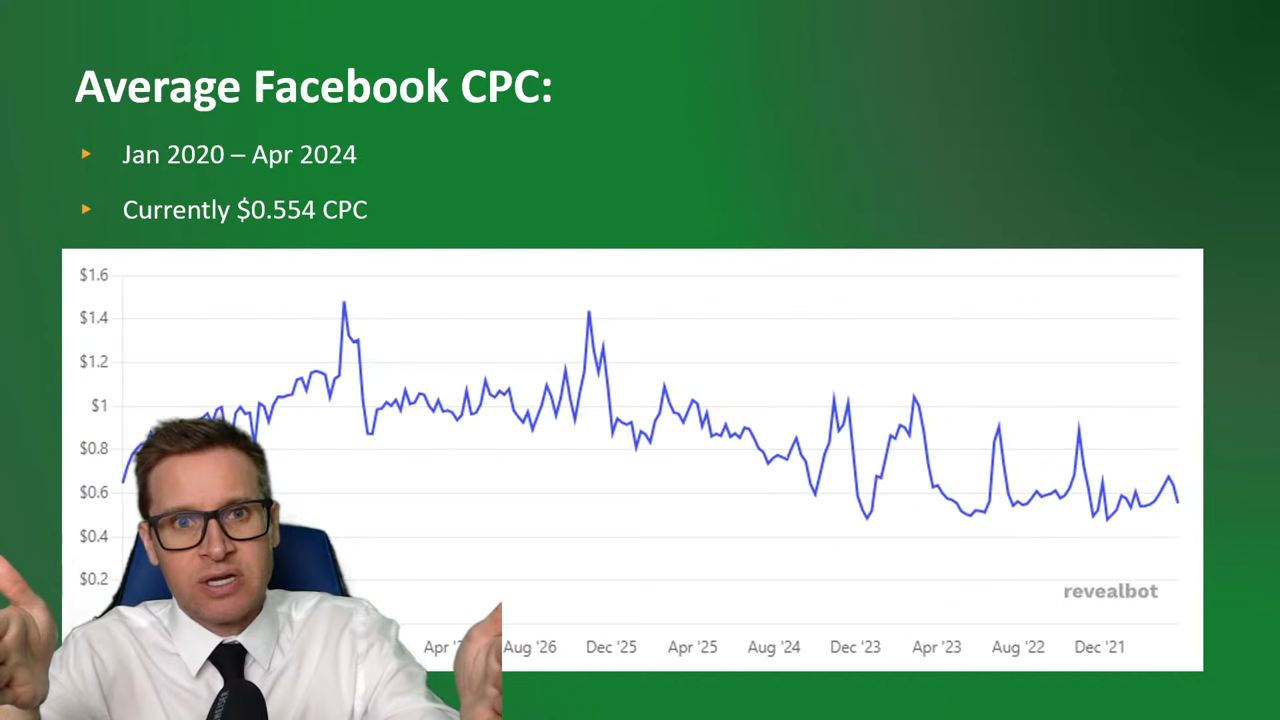 Average Facebook CPC:
Jan 2020 – Apr 2024
Currently $0.554 CPC
$1.6
$1.4
$1.2
$1
$0.8
$0.6
$0.4
$0.2
revealbot
Apr Aug '26 Dec '25 Apr '25 Aug '24 Dec '23 Apr '23 Aug '22 Dec '21